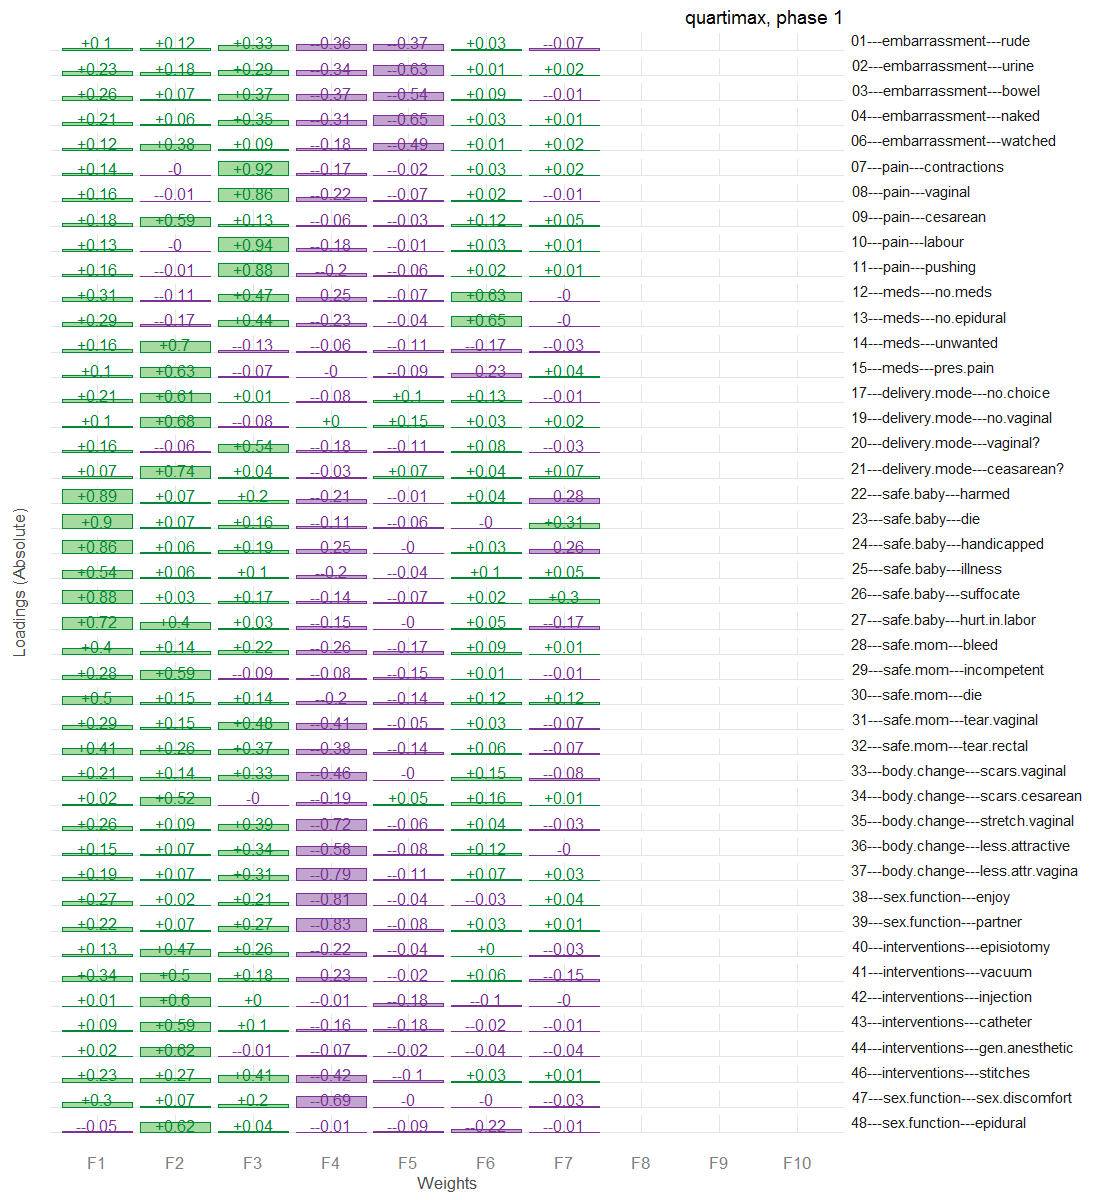 quartimax, phase 1
+0.1 +0.12 +0.33 --0.36 --0.37 +0.03 --0.07 01---embarrassment---rude
+0.23 +0.18 +0.29 --0.34 --0.63 +0.01 +0.02 02---embarrassment---urine
+0.26 +0.07 +0.37 --0.37 --0.54 +0.09 --0.01 03---embarrassment---bowel
+0.21 +0.06 +0.35 --0.31 --0.65 +0.03 +0.01 04---embarrassment---naked
+0.12 +0.38 +0.09 --0.18 --0.49 +0.01 +0.02 06---embarrassment---watched
+0.14 -0 +0.92 --0.17 --0.02 +0.03 +0.02 07---pain---contractions
+0.16 --0.01 +0.86 --0.22 --0.07 +0.02 --0.01 08---pain---vaginal
+0.18 +0.59 +0.13 --0.06 --0.03 +0.12 +0.05 09---pain---cesarean
+0.13 -0 +0.94 --0.18 --0.01 +0.03 +0.01 10---pain---labour
+0.16 --0.01 +0.88 --0.2 --0.06 +0.02 +0.01 11---pain---pushing
+0.31 --0.11 +0.47 --0.25 --0.07 +0.63 -0 12---meds---no.meds
+0.29 --0.17 +0.44 --0.23 --0.04 +0.65 -0 13---meds---no.epidural
+0.16 +0.7 --0.13 --0.06 --0.11 --0.17 --0.03 14---meds---unwanted
+0.1 +0.63 --0.07 -0 --0.09 --0.23 +0.04 15---meds---pres.pain
+0.21 +0.61 +0.01 --0.08 +0.1 +0.13 --0.01 17---delivery.mode---no.choice
+0.1 +0.68 --0.08 +0 +0.15 +0.03 +0.02 19---delivery.mode---no.vaginal
+0.16 --0.06 +0.54 --0.18 --0.11 +0.08 --0.03 20---delivery.mode---vaginal?
+0.07 +0.74 +0.04 --0.03 +0.07 +0.04 +0.07 21---delivery.mode---ceasarean?
+0.89 +0.07 +0.2 --0.21 --0.01 +0.04 --0.28 22---safe.baby---harmed
+0.9 +0.07 +0.16 --0.11 --0.06 -0 +0.31 23---safe.baby---die
+0.86 +0.06 +0.19 --0.25 -0 +0.03 --0.26 24---safe.baby---handicapped
+0.54 +0.06 +0.1 --0.2 --0.04 +0.1 +0.05 25---safe.baby---illness
+0.88 +0.03 +0.17 --0.14 --0.07 +0.02 +0.3 26---safe.baby---suffocate
+0.72 +0.4 +0.03 --0.15 -0 +0.05 --0.17 27---safe.baby---hurt.in.labor
+0.4 +0.14 +0.22 --0.26 --0.17 +0.09 +0.01 28---safe.mom---bleed
+0.28 +0.59 --0.09 --0.08 --0.15 +0.01 --0.01 29---safe.mom---incompetent
+0.5 +0.15 +0.14 --0.2 --0.14 +0.12 +0.12 30---safe.mom---die
+0.29 +0.15 +0.48 --0.41 --0.05 +0.03 --0.07 31---safe.mom---tear.vaginal
+0.41 +0.26 +0.37 --0.38 --0.14 +0.06 --0.07 32---safe.mom---tear.rectal
+0.21 +0.14 +0.33 --0.46 -0 +0.15 --0.08 33---body.change---scars.vaginal
+0.02 +0.52 -0 --0.19 +0.05 +0.16 +0.01 34---body.change---scars.cesarean
+0.26 +0.09 +0.39 --0.72 --0.06 +0.04 --0.03 35---body.change---stretch.vaginal
+0.15 +0.07 +0.34 --0.58 --0.08 +0.12 -0 36---body.change---less.attractive
+0.19 +0.07 +0.31 --0.79 --0.11 +0.07 +0.03 37---body.change---less.attr.vagina
+0.27 +0.02 +0.21 --0.81 --0.04 --0.03 +0.04 38---sex.function---enjoy
+0.22 +0.07 +0.27 --0.83 --0.08 +0.03 +0.01 39---sex.function---partner
+0.13 +0.47 +0.26 --0.22 --0.04 +0 --0.03 40---interventions---episiotomy
+0.34 +0.5 +0.18 --0.23 --0.02 +0.06 --0.15 41---interventions---vacuum
+0.01 +0.6 +0 --0.01 --0.18 --0.1 -0 42---interventions---injection
+0.09 +0.59 +0.1 --0.16 --0.18 --0.02 --0.01 43---interventions---catheter
+0.02 +0.62 --0.01 --0.07 --0.02 --0.04 --0.04 44---interventions---gen.anesthetic
+0.23 +0.27 +0.41 --0.42 --0.1 +0.03 +0.01 46---interventions---stitches
+0.3 +0.07 +0.2 --0.69 -0 -0 --0.03 47---sex.function---sex.discomfort
--0.05 +0.62 +0.04 --0.01 --0.09 --0.22 --0.01 48---sex.function---epidural
Loadings (Absolute)
F1 F2 F3 F4 F5 F6 F7 F8 F9 F10
Weights